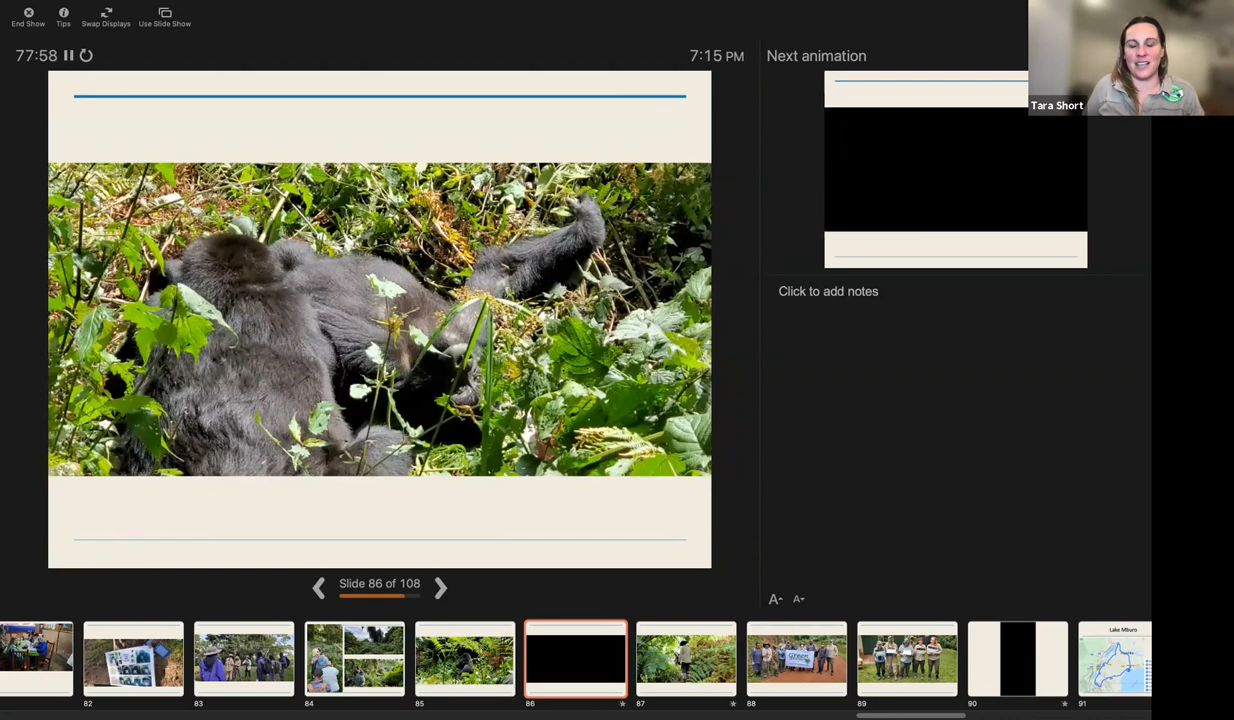 End Show
Tips
Swap Displays
Use Slide Show
77:58
7:15 PM
Next animation
Tara Short
Click to add notes
Slide 86 of 108
A
A
Lake Mburo
82
83
84
85
86
87
88
89
90
91